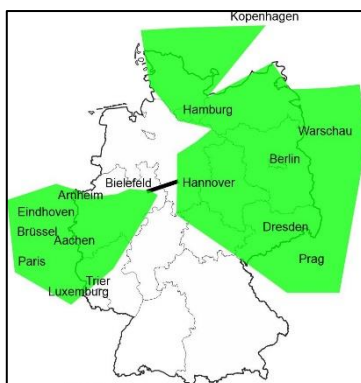 Kopenhagen
Hamburg
Warschau
Berlin
Bielefeld
Hannover
Arnheim
Eindhoven
Brüssel
Aachen
Dresden
Paris
Prag
Trier
Luxemburg